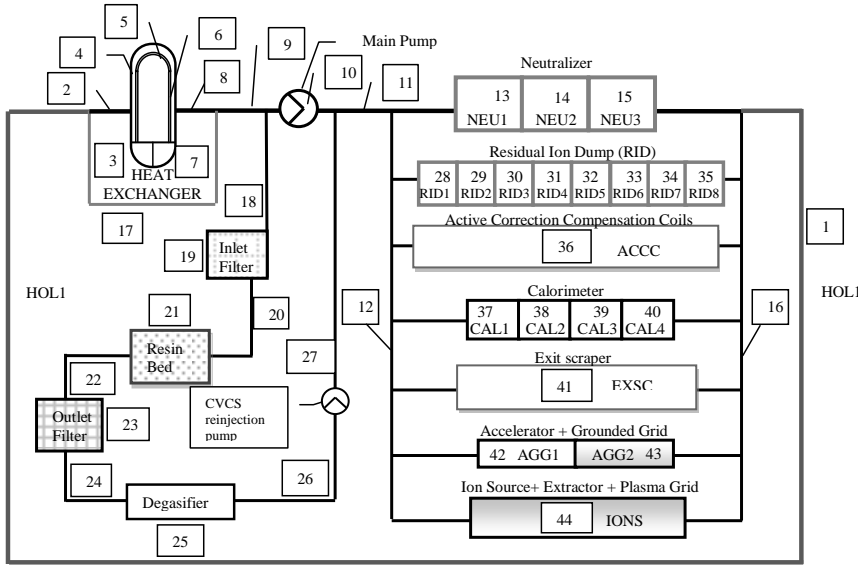 5
4
6
9
Main Pump
2
8
10
11
Neutralizer
13
14
15
NEU1
NEU2
NEU3
3
7
HEAT
EXCHANGER
Residual Ion Dump (RID)
28
29
30
31
32
33
34
35
RID1
RID2
RID3
RID4
RID5
RID6
RID7
RID8
17
18
Active Correction Compensation Coils
36
ACCC
1
19
Inlet
Filter
HOL1
HOL1
21
20
12
16
Calorimeter
37
38
39
40
CAL1
CAL2
CAL3
CAL4
Resin
Bed
27
22
Exit scraper
41
EXSC
CVCS
reinjection
pump
Outlet
Filter
23
Accelerator + Grounded Grid
42 AGG1
AGG2 43
24
26
Ion Source+ Extractor + Plasma Grid
44
IONS
Degasifier
25